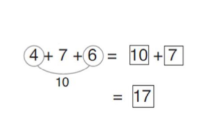 4 + 7 + 6 = 10 + 7
10
= 17